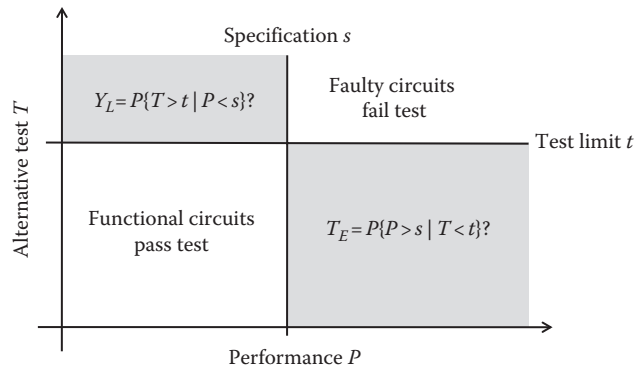 Specification s
Y_L = P{T > t | P < s}?
Faulty circuits
fail test
Test limit t
Alternative test T
Functional circuits
pass test
T_E = P{P > s | T < t}?
Performance P